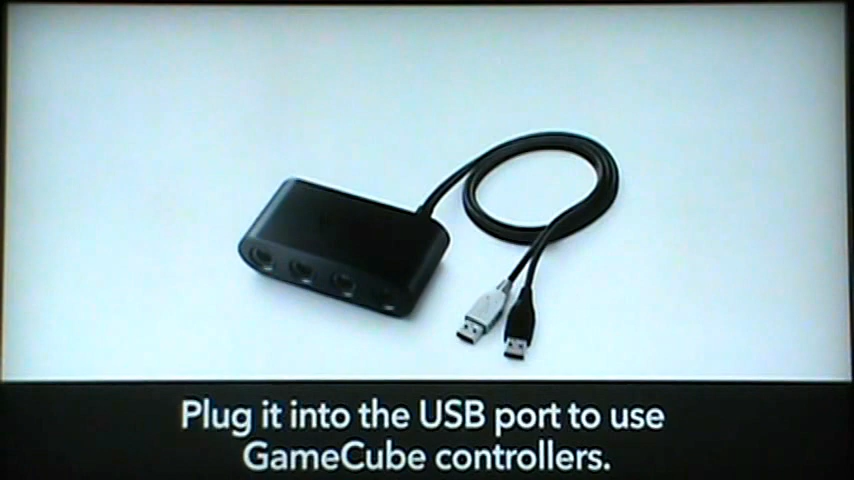 Plug it into the USB port to use
GameCube controllers.